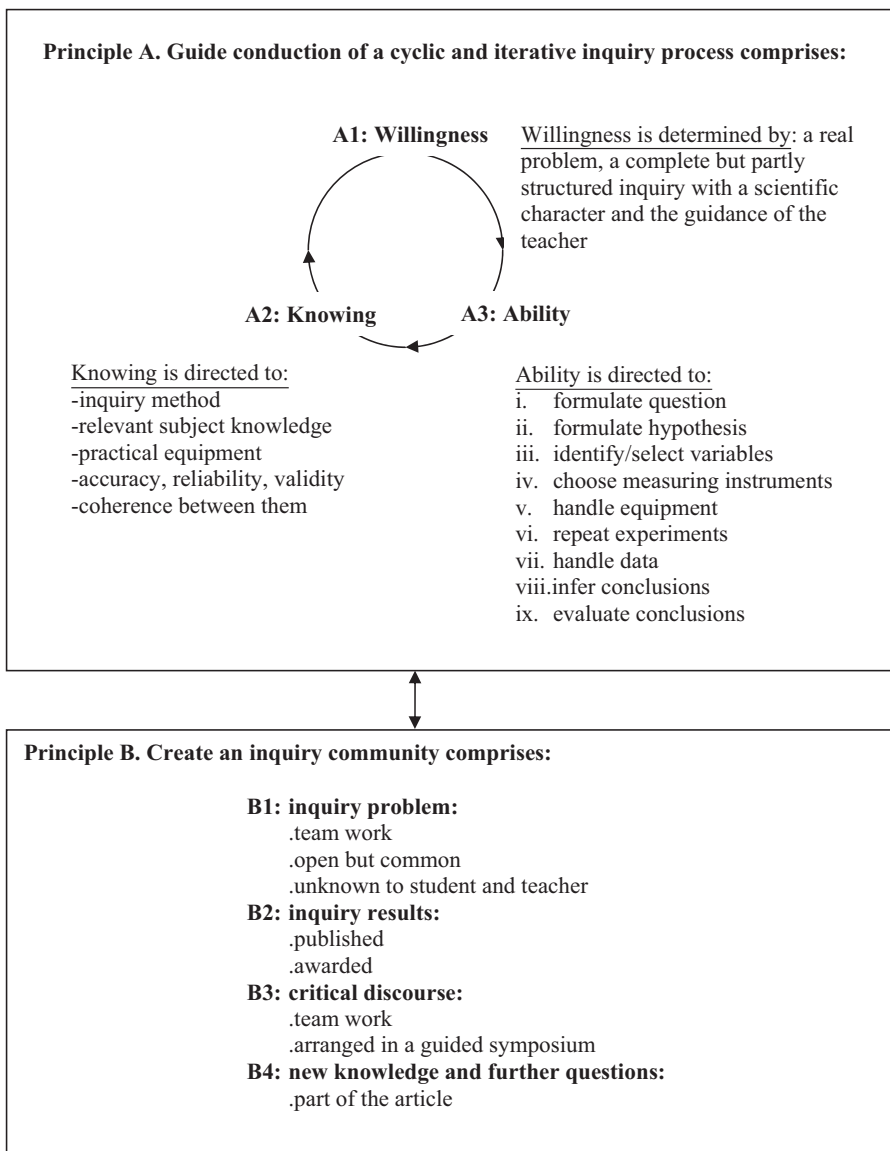 Principle A. Guide conduction of a cyclic and iterative inquiry process comprises:
A1: Willingness
Willingness is determined by: a real
problem, a complete but partly
structured inquiry with a scientific
character and the guidance of the
teacher
A2: Knowing
A3: Ability
Knowing is directed to:
-inquiry method
-relevant subject knowledge
-practical equipment
-accuracy, reliability, validity
-coherence between them
Ability is directed to:
i. formulate question
ii. formulate hypothesis
iii. identify/select variables
iv. choose measuring instruments
v. handle equipment
vi. repeat experiments
vii. handle data
viii.infer conclusions
ix. evaluate conclusions
Principle B. Create an inquiry community comprises:
B1: inquiry problem:
.team work
.open but common
.unknown to student and teacher
B2: inquiry results:
.published
.awarded
B3: critical discourse:
.team work
.arranged in a guided symposium
B4: new knowledge and further questions:
.part of the article